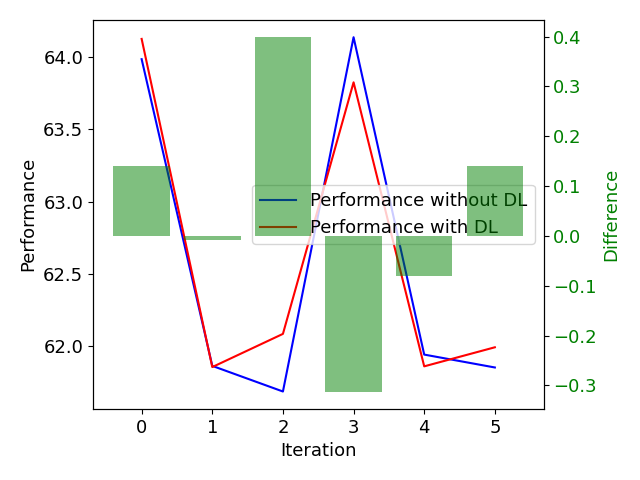 64.0
63.5
63.0
62.5
62.0
Performance
0 1 2 3 4 5
Iteration
Performance without DL
Performance with DL
0.4
0.3
0.2
0.1
0.0
−0.1
−0.2
−0.3
Difference